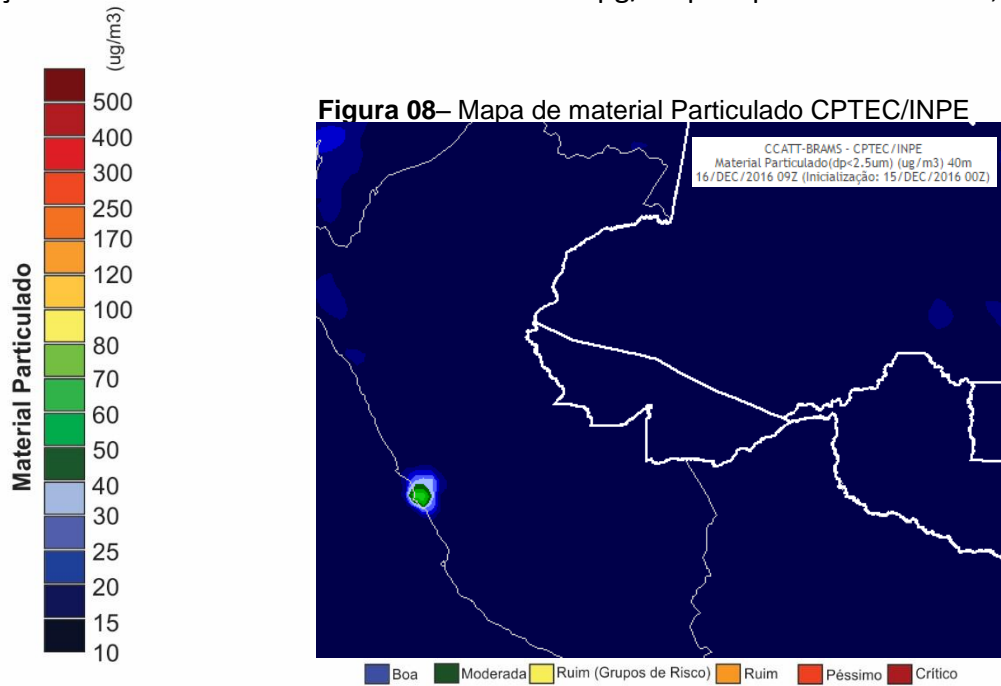 (ug/m3)
500
400
300
250
170
120
100
80
70
60
50
40
30
25
20
15
10
Material Particulado
Figura 08– Mapa de material Particulado CPTEC/INPE
CCATT-BRAMS - CPTEC/INPE
Material Particulado(dp<2.5um) (ug/m3) 40m
16/DEC/2016 09Z (Inicialização: 15/DEC/2016 00Z)
Boa Moderada Ruim (Grupos de Risco) Ruim Péssimo Crítico